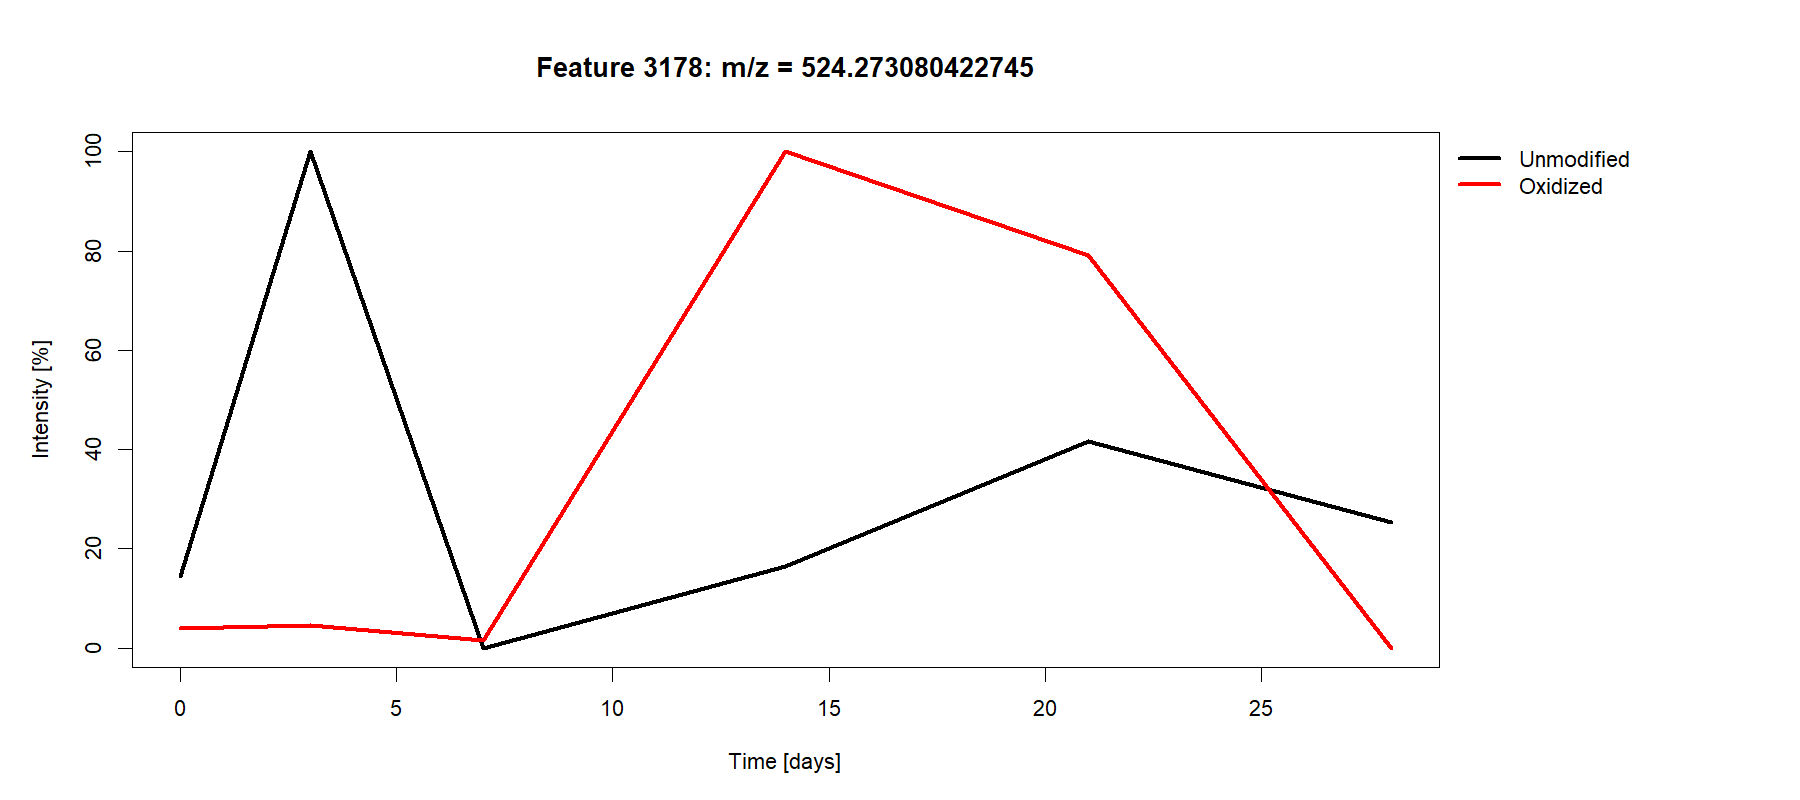 Feature 3178: m/z = 524.273080422745
Unmodified
Oxidized
Intensity [%]
100
80
60
40
20
0
0 5 10 15 20 25
Time [days]